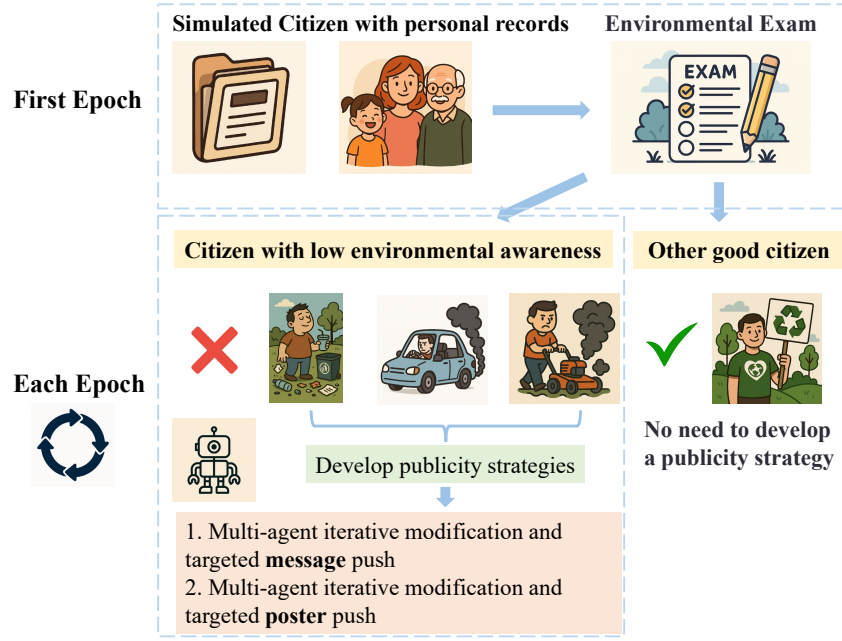 Simulated Citizen with personal records
Environmental Exam
First Epoch
EXAM
Citizen with low environmental awareness
Other good citizen
Each Epoch
No need to develop
a publicity strategy
Develop publicity strategies
1. Multi-agent iterative modification and
targeted message push
2. Multi-agent iterative modification and
targeted poster push